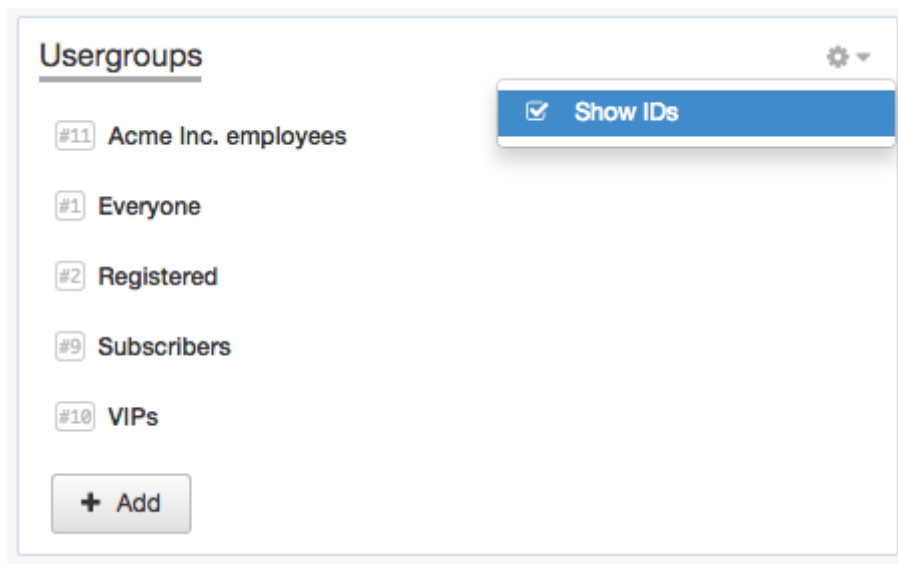 Usergroups
Show IDs
#11 Acme Inc. employees
#1 Everyone
#2 Registered
#9 Subscribers
#10 VIPs
+ Add